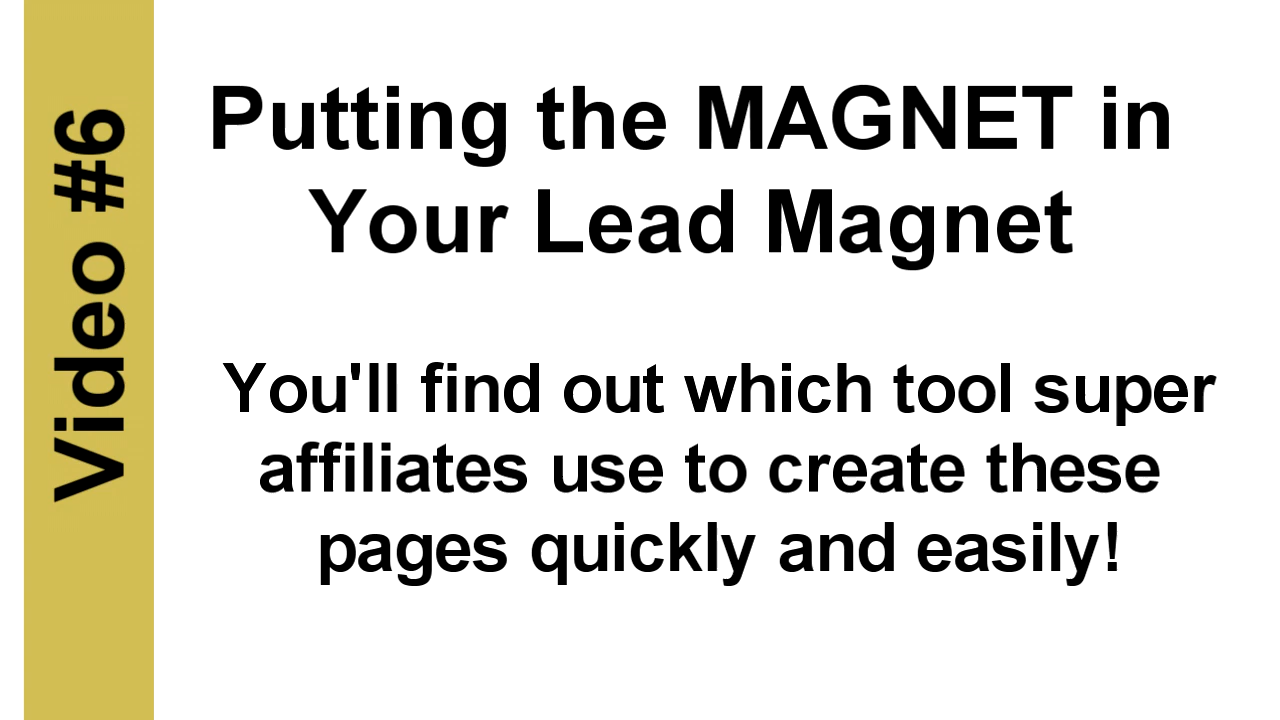 Video #6
Putting the MAGNET in
Your Lead Magnet
You'll find out which tool super
affiliates use to create these
pages quickly and easily!